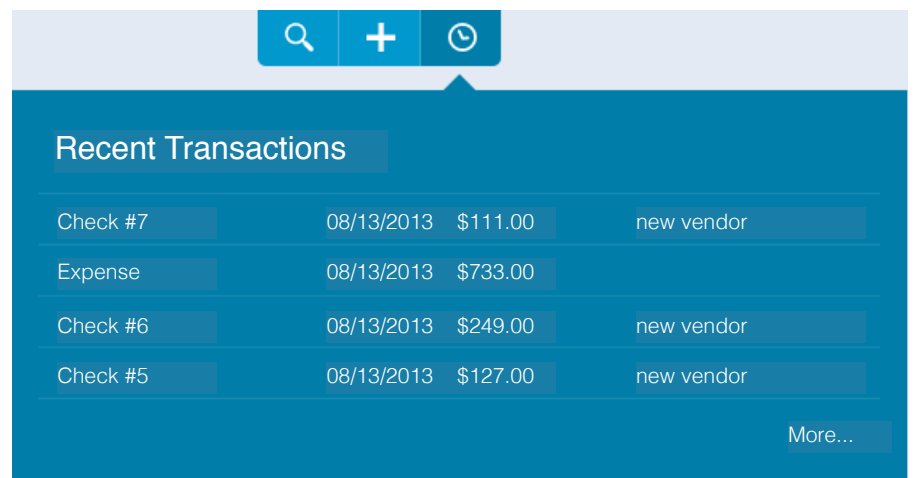 Recent Transactions
Check #7 08/13/2013 $111.00 new vendor
Expense 08/13/2013 $733.00
Check #6 08/13/2013 $249.00 new vendor
Check #5 08/13/2013 $127.00 new vendor
More...